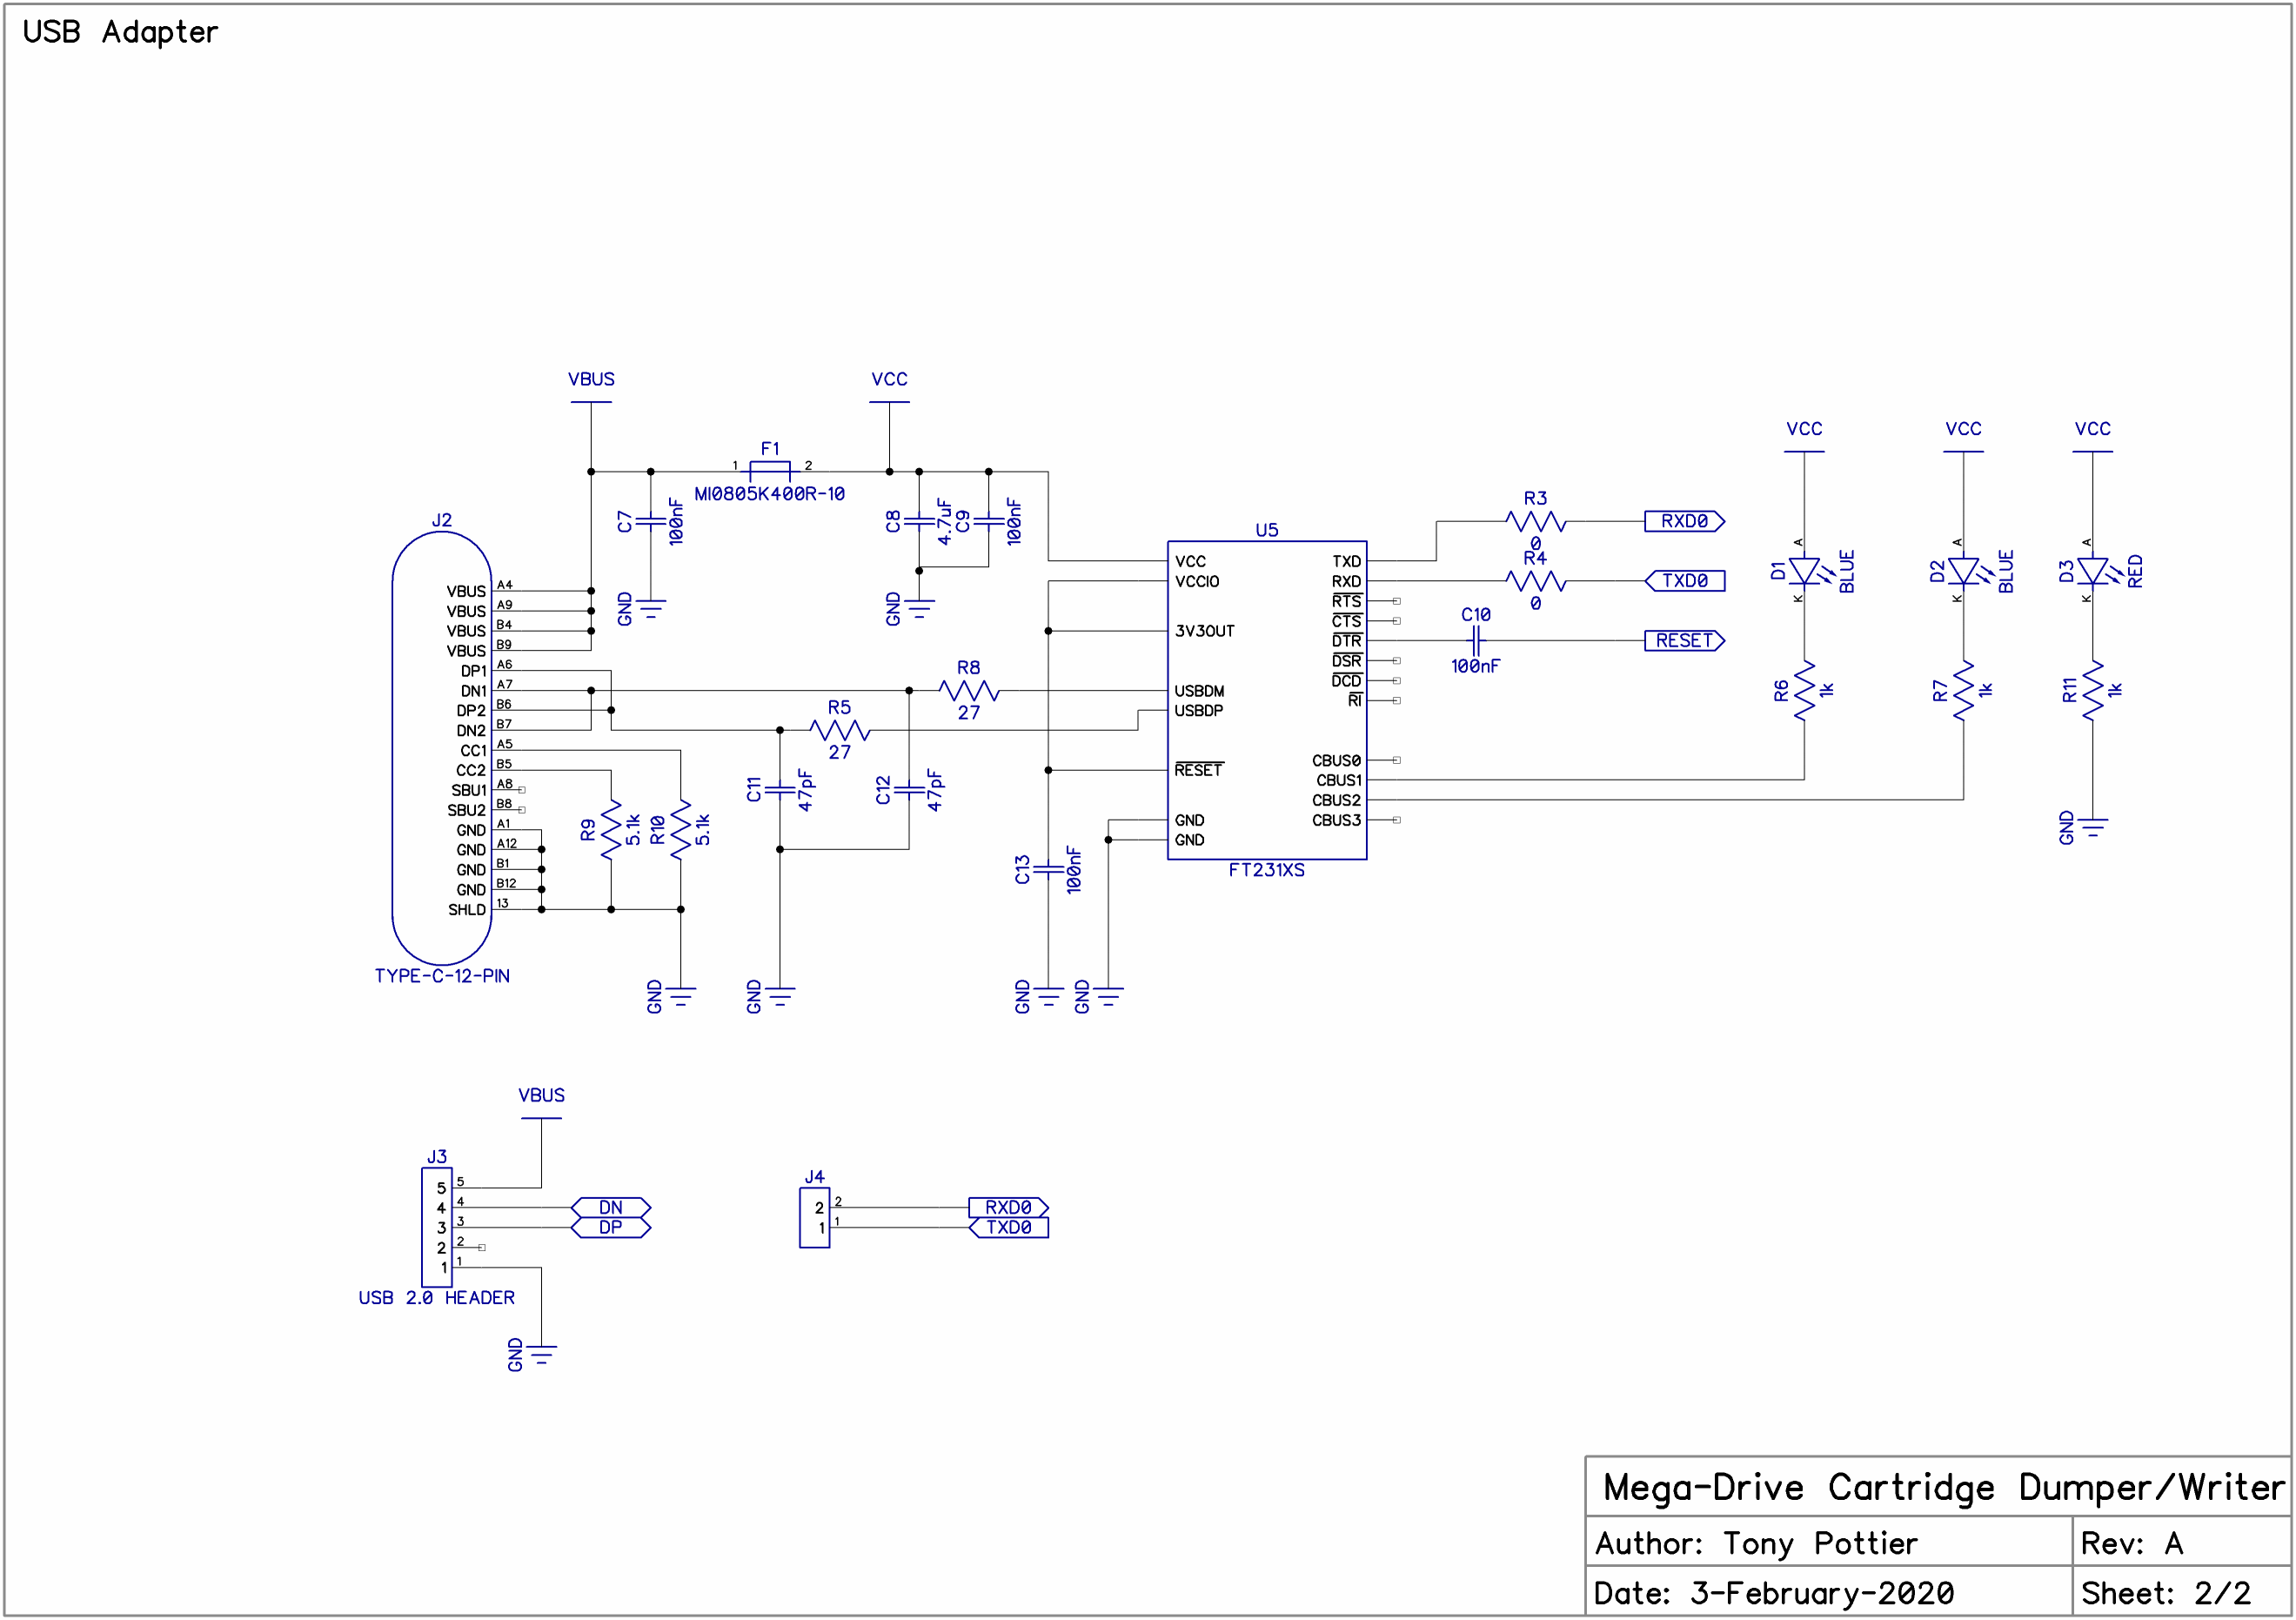 USB Adapter
VBUS
VCC
F1
1 2
MI0805K400R-10
C7 100nF
GND
C8 4.7uF
C9 100nF
GND
J2
VBUS A4
VBUS A9
VBUS B4
VBUS B9
DP1 A6
DN1 A7
DP2 B6
DN2 B7
CC1 A5
CC2 B5
SBU1 A8
SBU2 B8
GND A1
GND A12
GND B1
GND B12
SHLD 13
TYPE-C-12-PIN
R9 5.1k
R10 5.1k
GND
R8
27
R5
27
C11 47pF
C12 47pF
GND
C13 100nF
GND
GND
U5
VCC TXD
VCCIO RXD
RTS
CTS
3V3OUT DTR
DSR
DCD
USBDM RI
USBDP
CBUS0
RESET CBUS1
CBUS2
GND CBUS3
GND
FT231XS
R3
0
RXD0
R4
0
TXD0
C10
100nF
RESET
VCC
A
D1 BLUE
K
R6 1k
VCC
A
D2 BLUE
K
R7 1k
VCC
A
D3 RED
K
R11 1k
GND
VBUS
J3
5 5
4 4 DN
3 3 DP
2 2
1 1
USB 2.0 HEADER
GND
J4
2 2 RXD0
1 1 TXD0
Mega-Drive Cartridge Dumper/Writer
Author: Tony Pottier Rev: A
Date: 3-February-2020 Sheet: 2/2